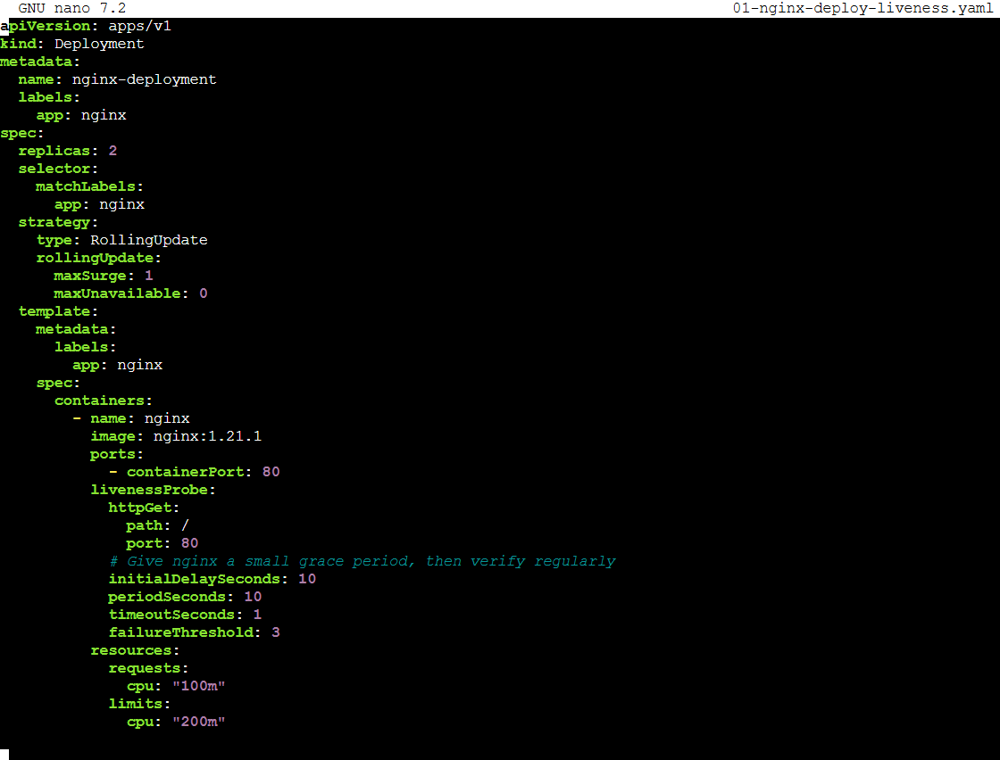 GNU nano 7.2 01-nginx-deploy-liveness.yaml
apiVersion: apps/v1
kind: Deployment
metadata:
  name: nginx-deployment
  labels:
    app: nginx
spec:
  replicas: 2
  selector:
    matchLabels:
      app: nginx
  strategy:
    type: RollingUpdate
    rollingUpdate:
      maxSurge: 1
      maxUnavailable: 0
  template:
    metadata:
      labels:
        app: nginx
    spec:
      containers:
        - name: nginx
          image: nginx:1.21.1
          ports:
            - containerPort: 80
          livenessProbe:
            httpGet:
              path: /
              port: 80
            # Give nginx a small grace period, then verify regularly
            initialDelaySeconds: 10
            periodSeconds: 10
            timeoutSeconds: 1
            failureThreshold: 3
          resources:
            requests:
              cpu: "100m"
            limits:
              cpu: "200m"